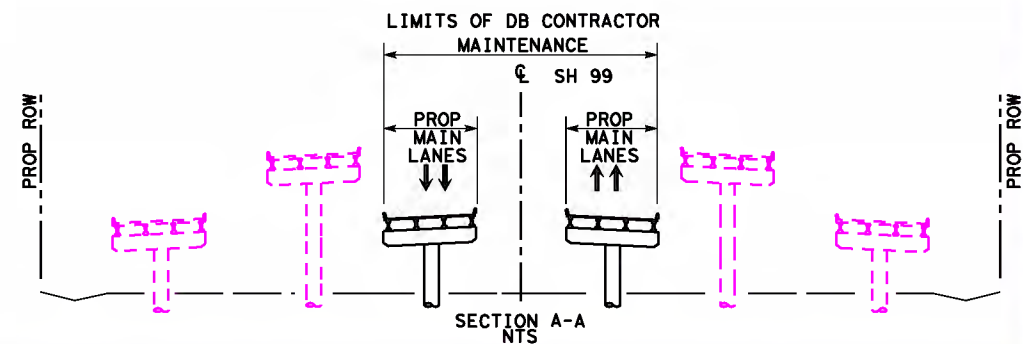 LIMITS OF DB CONTRACTOR
MAINTENANCE
℄ SH 99
PROP ROW
PROP
MAIN
LANES
PROP
MAIN
LANES
PROP ROW
SECTION A-A
NTS